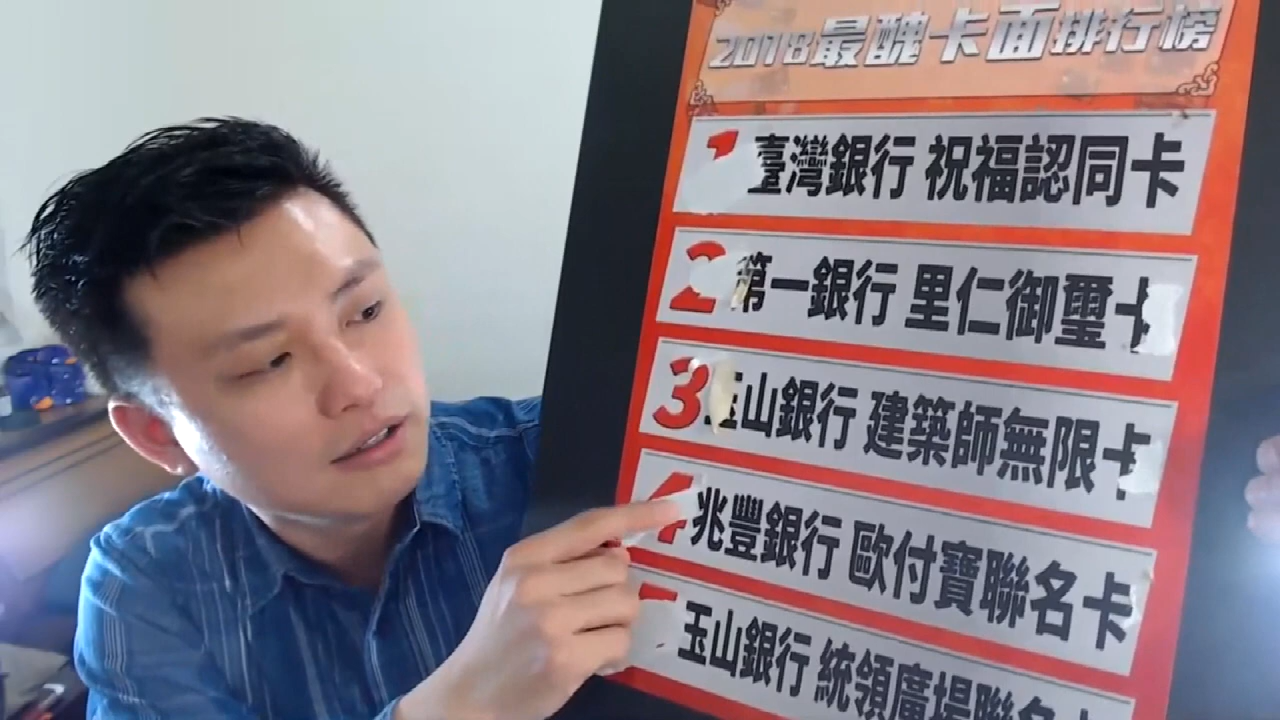 2018最醜卡面排行榜
1 臺灣銀行 祝福認同卡
2 第一銀行 里仁御璽卡
3 玉山銀行 建築師無限卡
4 兆豐銀行 歐付寶聯名卡
玉山銀行 統領廣場聯名